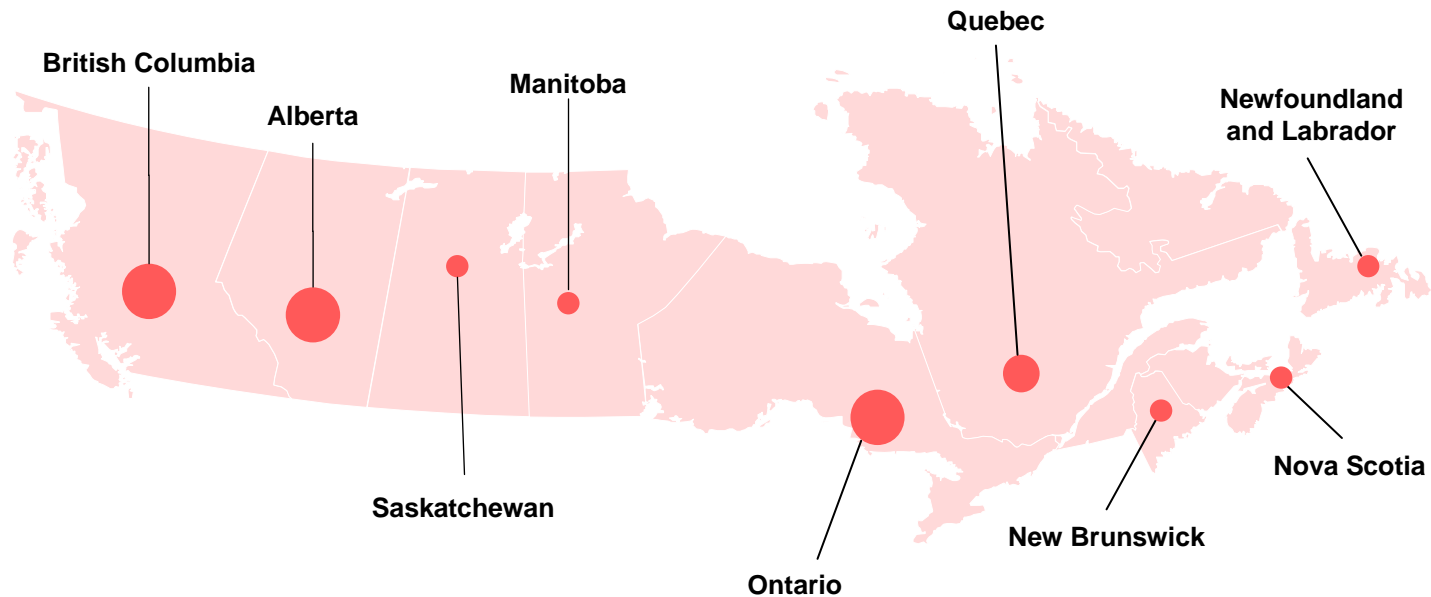 Quebec
British Columbia
Manitoba
Alberta
Newfoundland
and Labrador
Saskatchewan
Nova Scotia
New Brunswick
Ontario